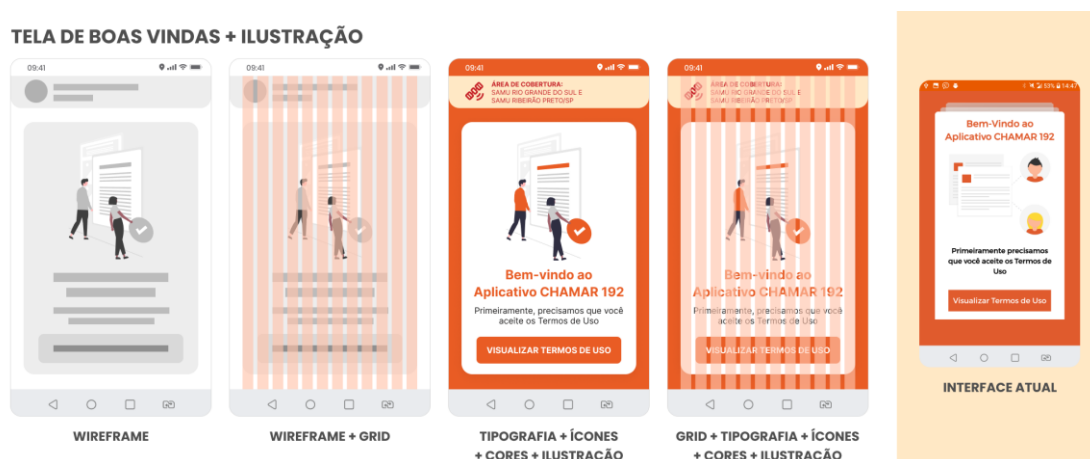 TELA DE BOAS VINDAS + ILUSTRAÇÃO
09:41
WIREFRAME
09:41
WIREFRAME + GRID
09:41
ÁREA DE COBERTURA:
SAMU RIO GRANDE DO SUL E
SAMU RIBEIRÃO PRETO/SP
Bem-vindo ao
Aplicativo CHAMAR 192
Primeiramente, precisamos que você
aceite os Termos de Uso
VISUALIZAR TERMOS DE USO
TIPOGRAFIA + ÍCONES
+ CORES + ILUSTRAÇÃO
09:41
ÁREA DE COBERTURA:
SAMU RIO GRANDE DO SUL E
SAMU RIBEIRÃO PRETO/SP
Bem-vindo ao
Aplicativo CHAMAR 192
Primeiramente, precisamos que você
aceite os Termos de Uso
VISUALIZAR TERMOS DE USO
GRID + TIPOGRAFIA + ÍCONES
+ CORES + ILUSTRAÇÃO
53% 14:47
Bem-Vindo ao
Aplicativo CHAMAR 192
Primeiramente precisamos
que você aceite os Termos de
Uso
Visualizar Termos de Uso
INTERFACE ATUAL